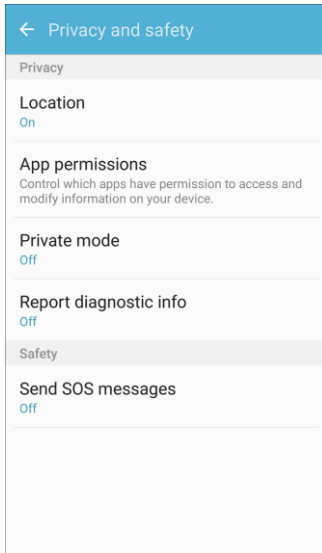 Privacy and safety
Privacy
Location
On
App permissions
Control which apps have permission to access and
modify information on your device.
Private mode
Off
Report diagnostic info
Off
Safety
Send SOS messages
Off